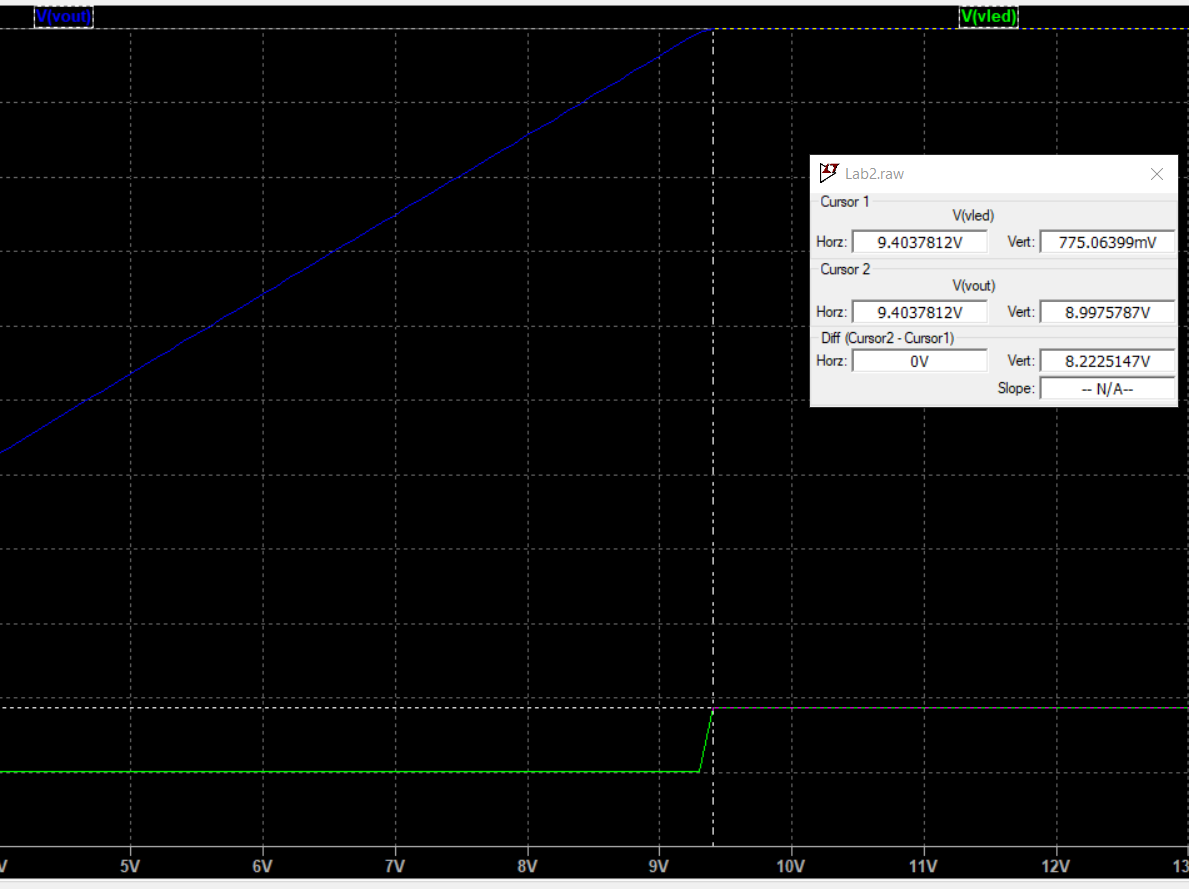 V(vout)
V(vled)
Lab2.raw
Cursor 1
V(vled)
Horz: 9.4037812V Vert: 775.06399mV
Cursor 2
V(vout)
Horz: 9.4037812V Vert: 8.9975787V
Diff (Cursor2 - Cursor1)
Horz: 0V Vert: 8.2225147V
Slope: -- N/A--
V 5V 6V 7V 8V 9V 10V 11V 12V 13